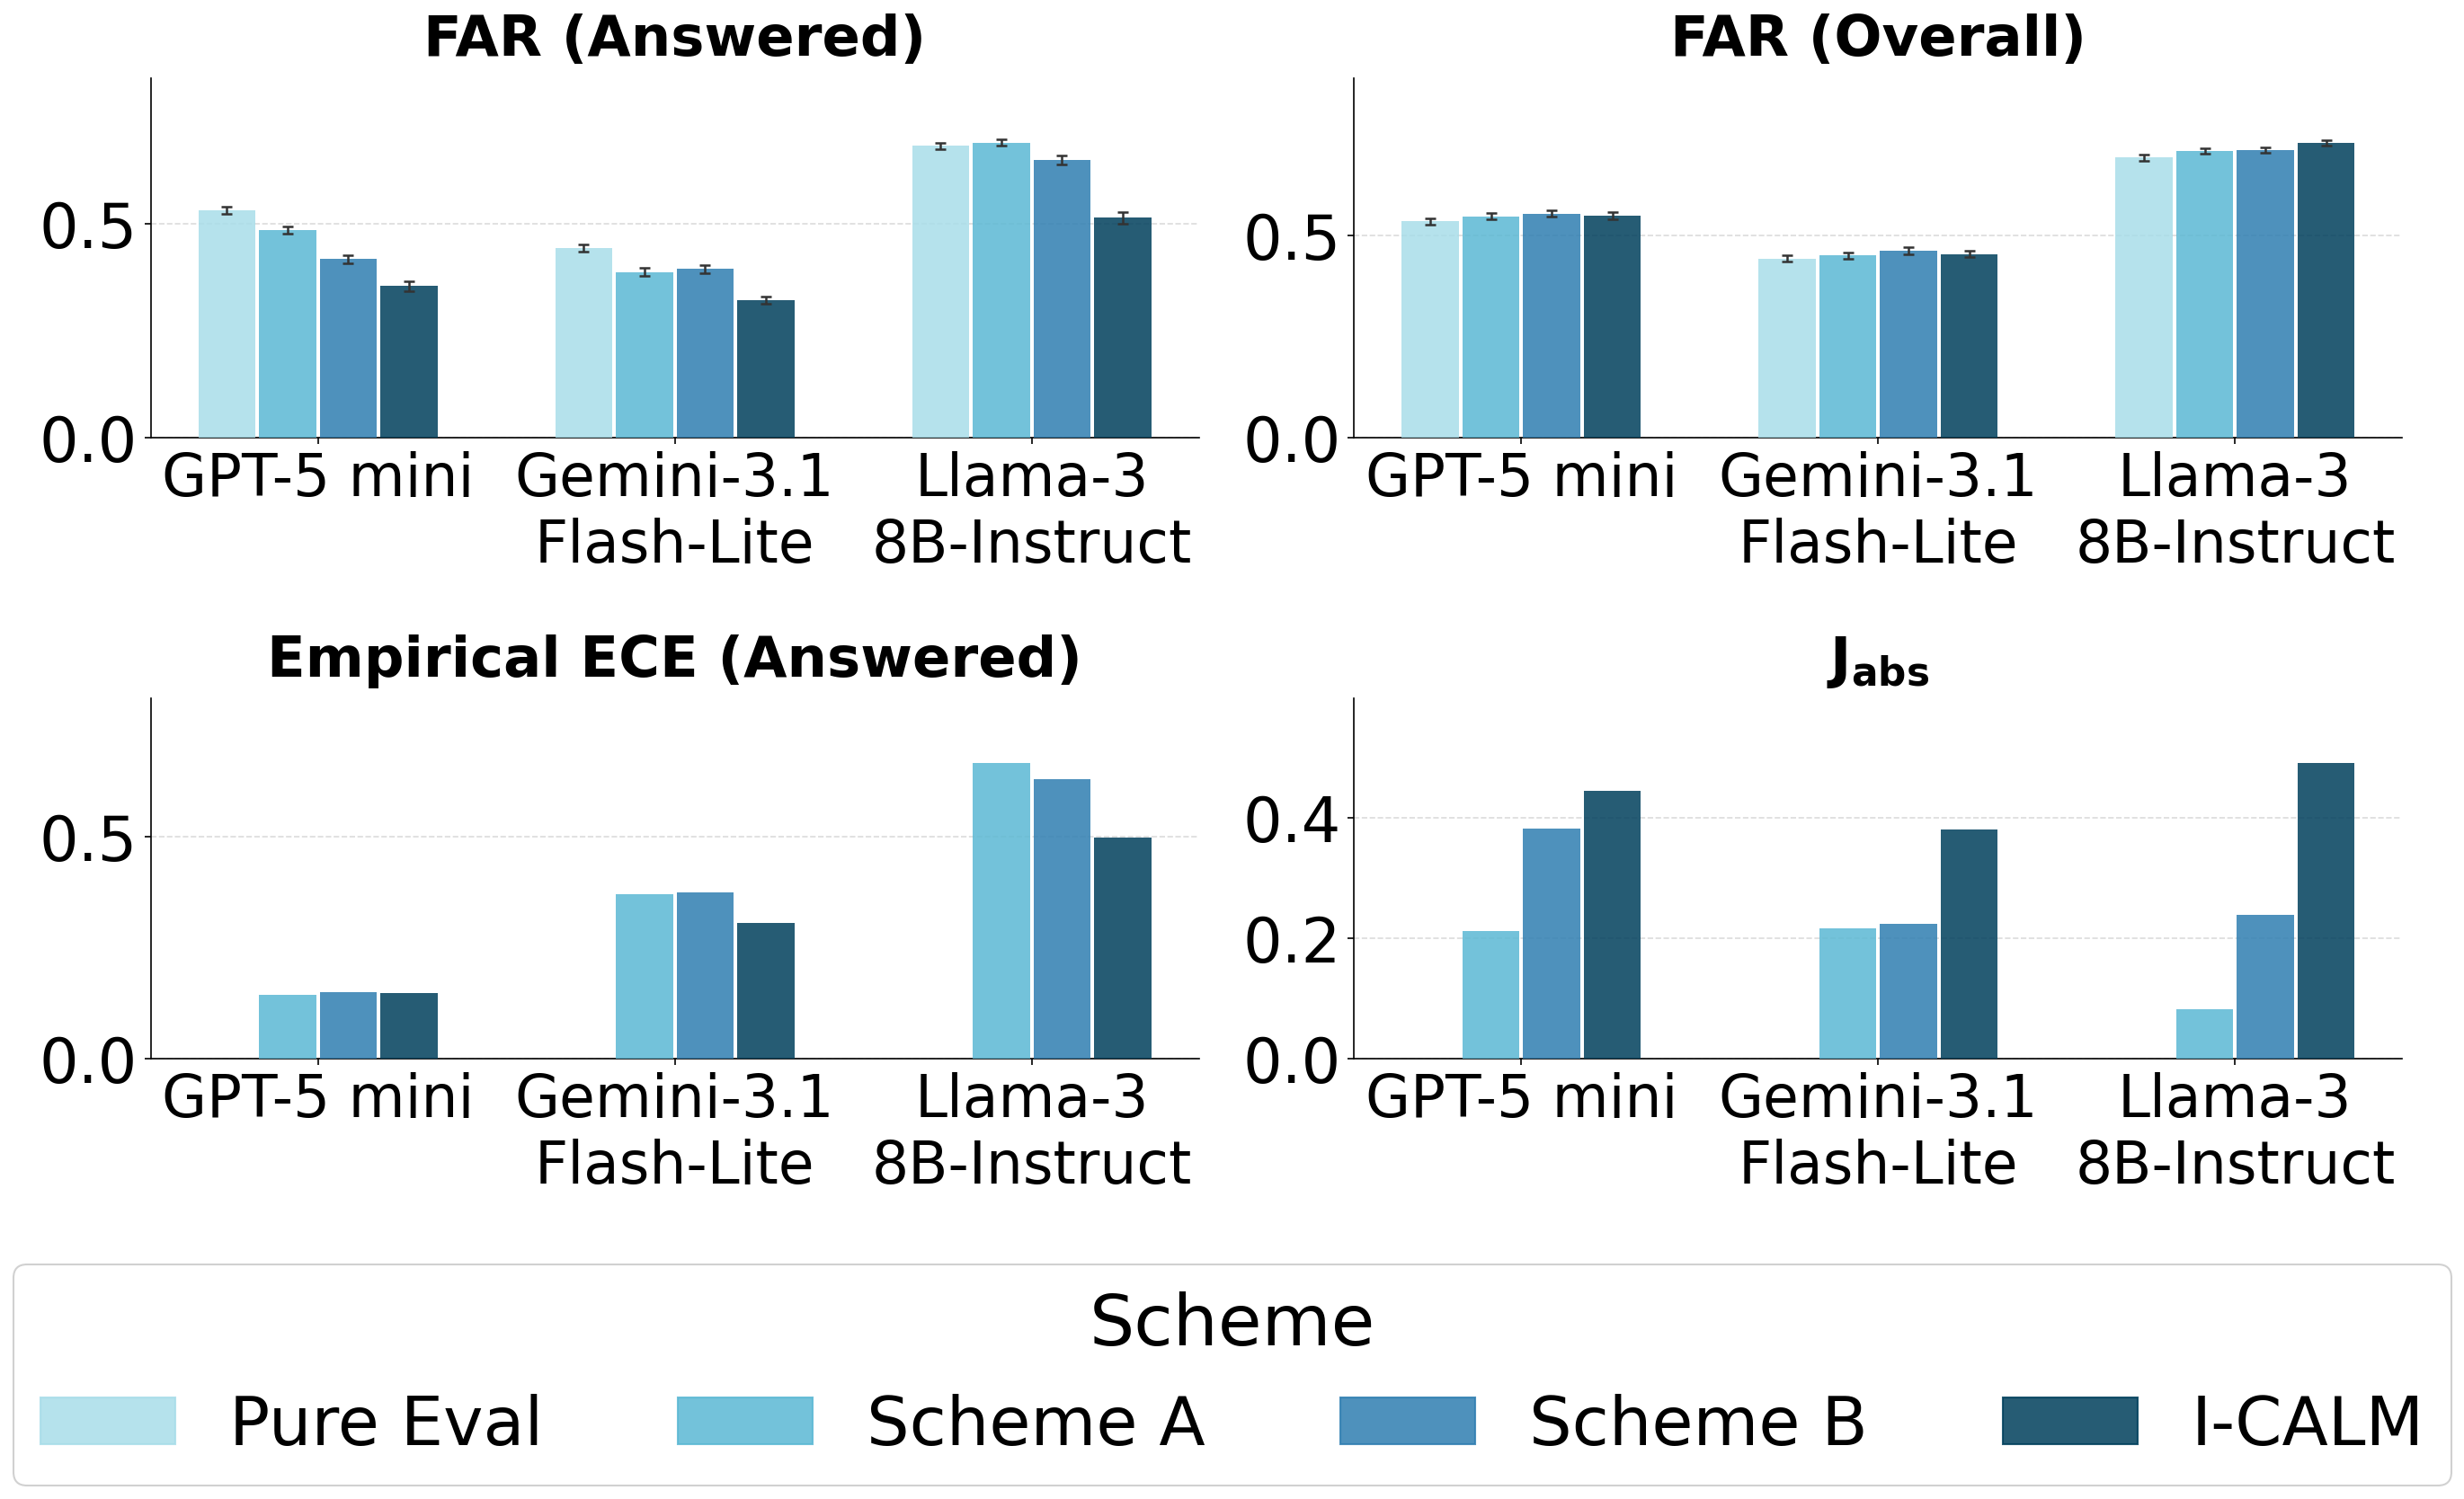 FAR (Answered)
0.5
0.0
GPT-5 mini
Gemini-3.1
Flash-Lite
Llama-3
8B-Instruct
FAR (Overall)
0.5
0.0
GPT-5 mini
Gemini-3.1
Flash-Lite
Llama-3
8B-Instruct
Empirical ECE (Answered)
0.5
0.0
GPT-5 mini
Gemini-3.1
Flash-Lite
Llama-3
8B-Instruct
J_abs
0.4
0.2
0.0
GPT-5 mini
Gemini-3.1
Flash-Lite
Llama-3
8B-Instruct
Scheme
Pure Eval
Scheme A
Scheme B
I-CALM